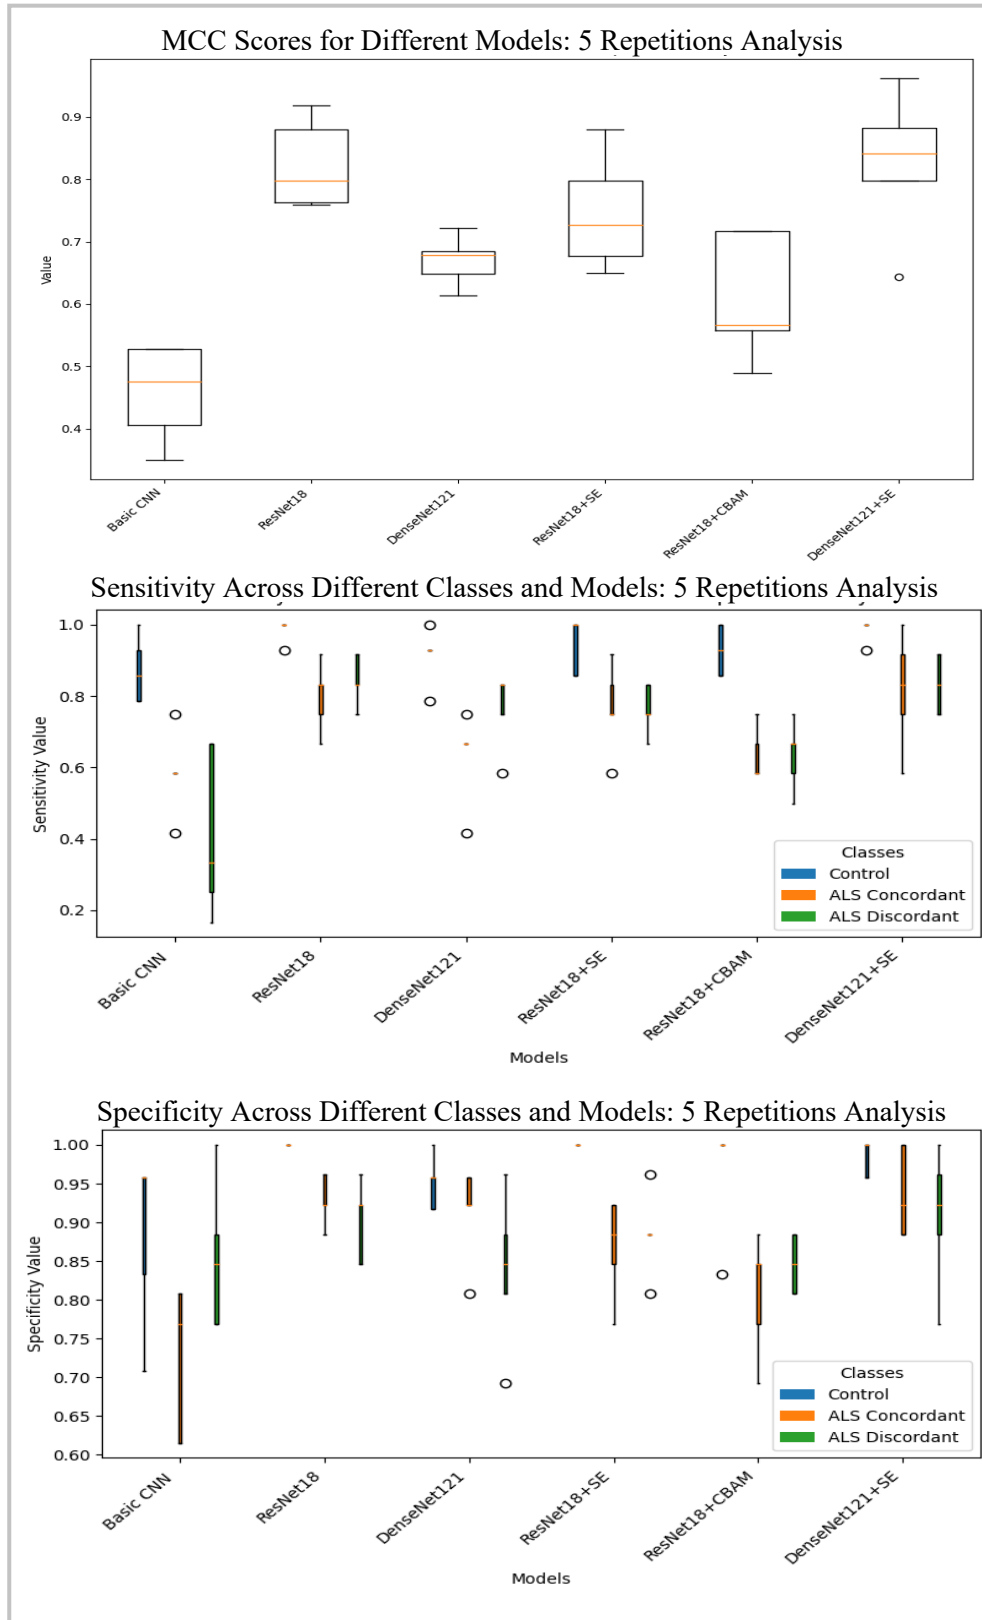 MCC Scores for Different Models: 5 Repetitions Analysis
Value
0.9
0.8
0.7
0.6
0.5
0.4
Basic CNN
ResNet18
DenseNet121
ResNet18+SE
ResNet18+CBAM
DenseNet121+SE
Sensitivity Across Different Classes and Models: 5 Repetitions Analysis
Sensitivity Value
1.0
0.8
0.6
0.4
0.2
Classes
Control
ALS Concordant
ALS Discordant
Basic CNN
ResNet18
DenseNet121
ResNet18+SE
ResNet18+CBAM
DenseNet121+SE
Models
Specificity Across Different Classes and Models: 5 Repetitions Analysis
Specificity Value
1.00
0.95
0.90
0.85
0.80
0.75
0.70
0.65
0.60
Classes
Control
ALS Concordant
ALS Discordant
Basic CNN
ResNet18
DenseNet121
ResNet18+SE
ResNet18+CBAM
DenseNet121+SE
Models